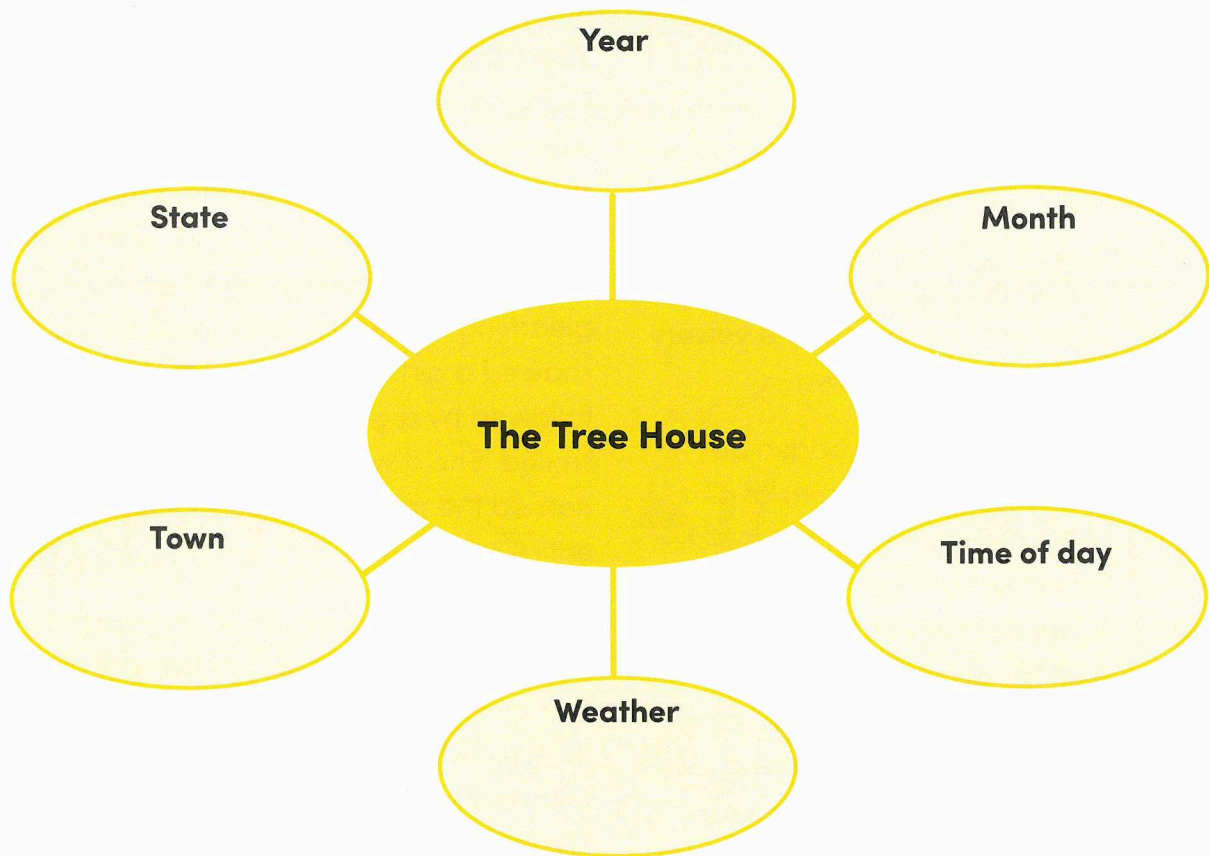 Year
State
Month
The Tree House
Town
Time of day
Weather